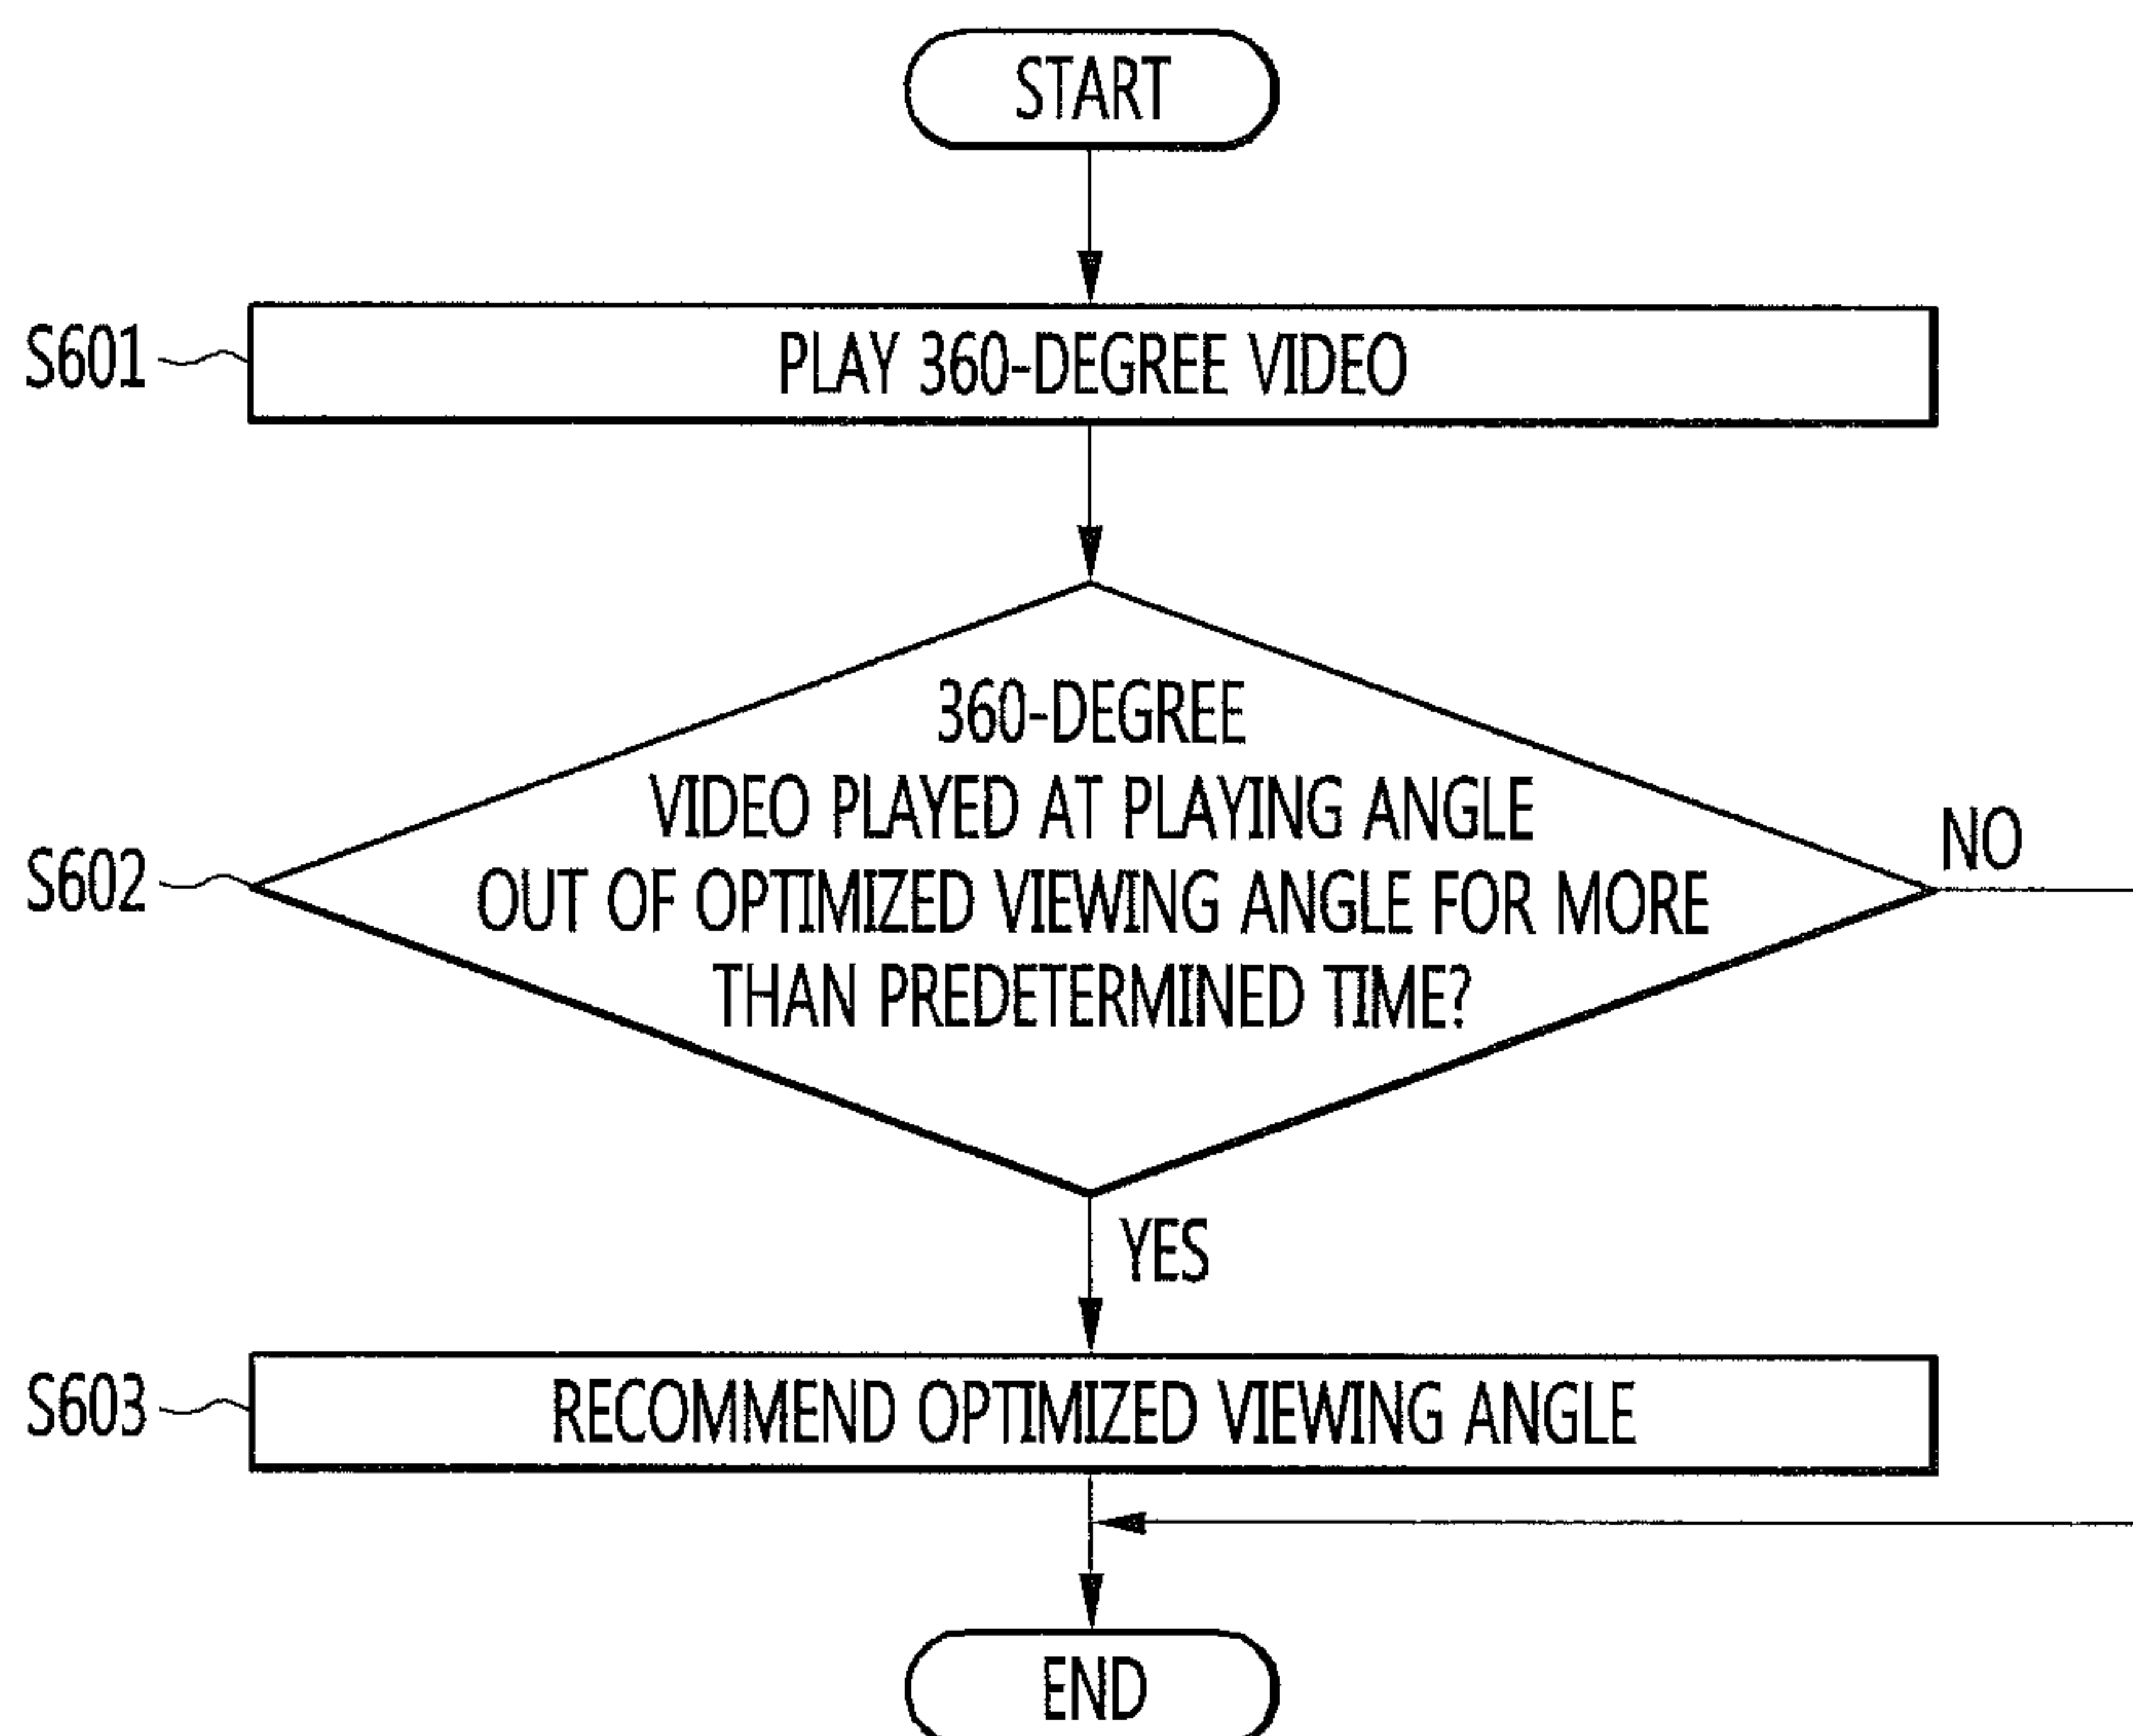 START
S601
PLAY 360-DEGREE VIDEO
360-DEGREE
VIDEO PLAYED AT PLAYING ANGLE
OUT OF OPTIMIZED VIEWING ANGLE FOR MORE
THAN PREDETERMINED TIME?
S602
NO
YES
S603
RECOMMEND OPTIMIZED VIEWING ANGLE
END